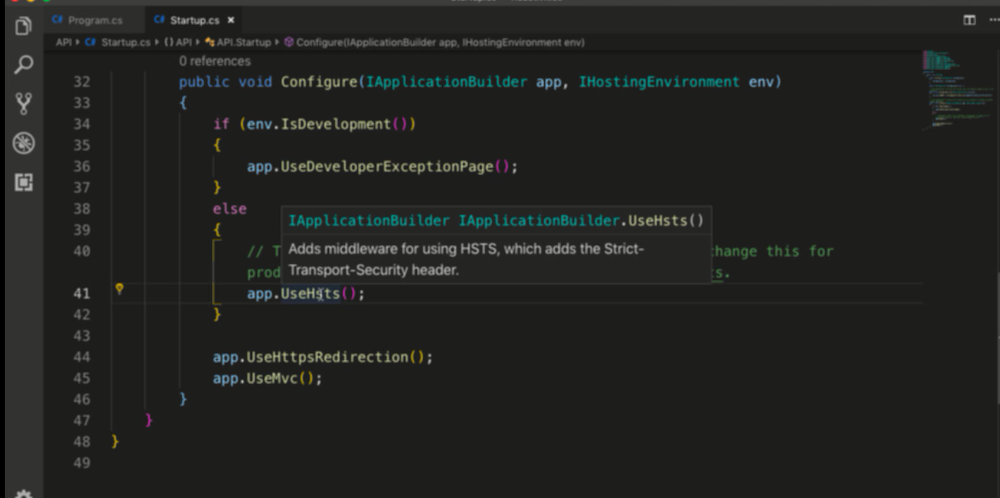 Program.cs
Startup.cs ×
API Startup.cs {} API API.Startup Configure(IApplicationBuilder app, IHostingEnvironment env)
0 references
32 public void Configure(IApplicationBuilder app, IHostingEnvironment env)
33 {
34 if (env.IsDevelopment())
35 {
36 app.UseDeveloperExceptionPage();
37 }
38 else
IApplicationBuilder IApplicationBuilder.UseHsts()
39 {
40 // T
Adds middleware for using HSTS, which adds the Strict-
hange this for
prod
Transport-Security header.
s.
41 app.UseHsts();
42 }
43
44 app.UseHttpsRedirection();
45 app.UseMvc();
46 }
47 }
48 }
49